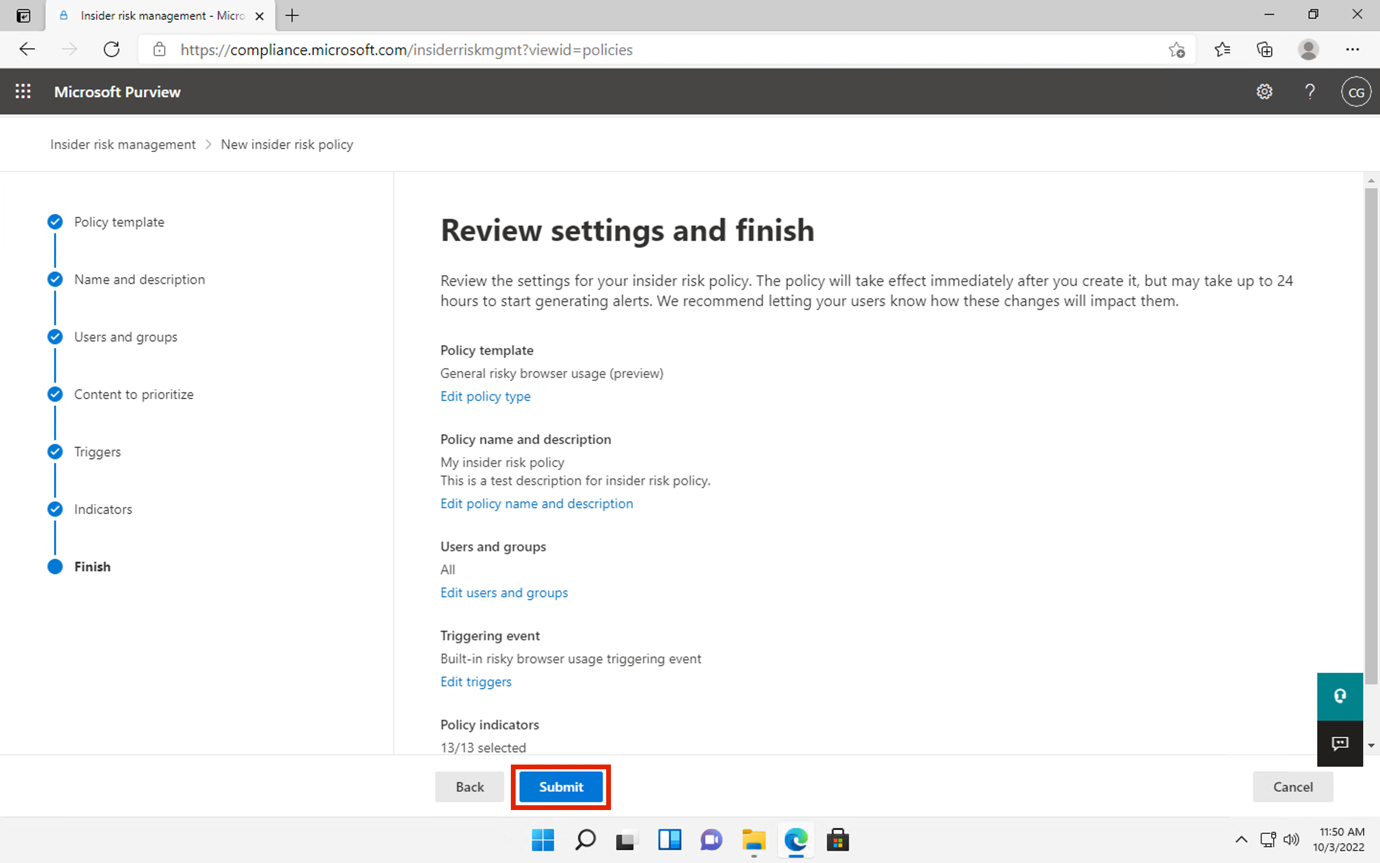 Insider risk management - Micro
https://compliance.microsoft.com/insiderriskmgmt?viewid=policies
Microsoft Purview
?
CG
Insider risk management > New insider risk policy
Policy template
Name and description
Users and groups
Content to prioritize
Triggers
Indicators
Finish
Review settings and finish
Review the settings for your insider risk policy. The policy will take effect immediately after you create it, but may take up to 24
hours to start generating alerts. We recommend letting your users know how these changes will impact them.
Policy template
General risky browser usage (preview)
Edit policy type
Policy name and description
My insider risk policy
This is a test description for insider risk policy.
Edit policy name and description
Users and groups
All
Edit users and groups
Triggering event
Built-in risky browser usage triggering event
Edit triggers
Policy indicators
13/13 selected
Back
Submit
Cancel
11:50 AM
10/3/2022